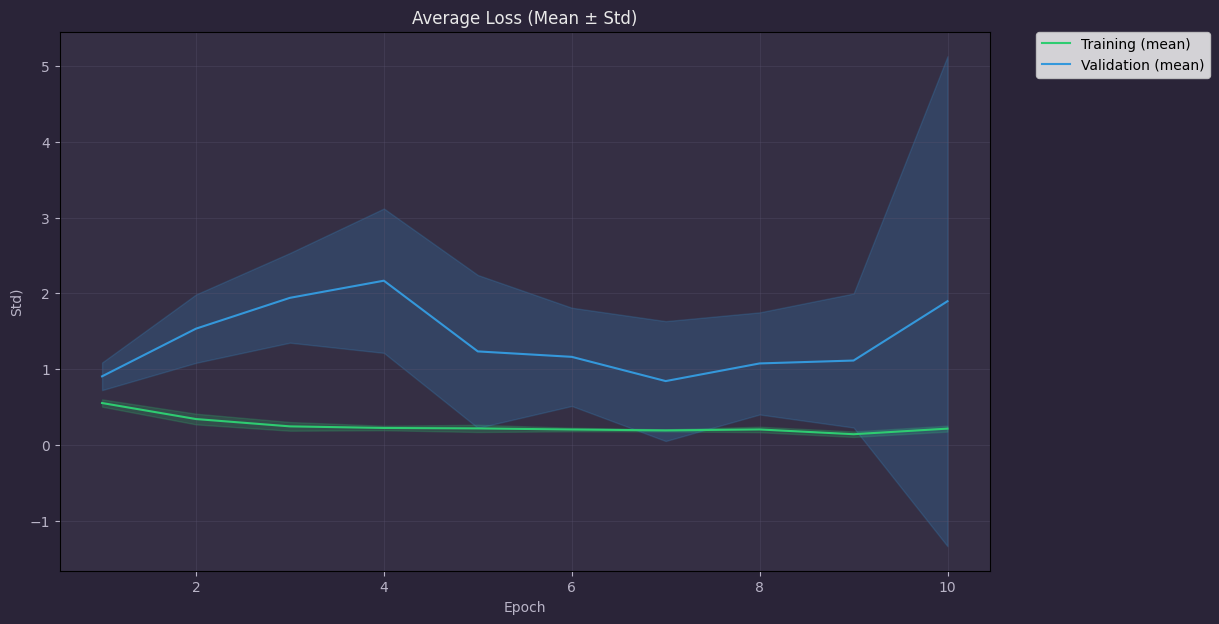 Average Loss (Mean ± Std)
Training (mean)
Validation (mean)
5
4
3
2
1
0
−1
Std)
2
4
6
8
10
Epoch